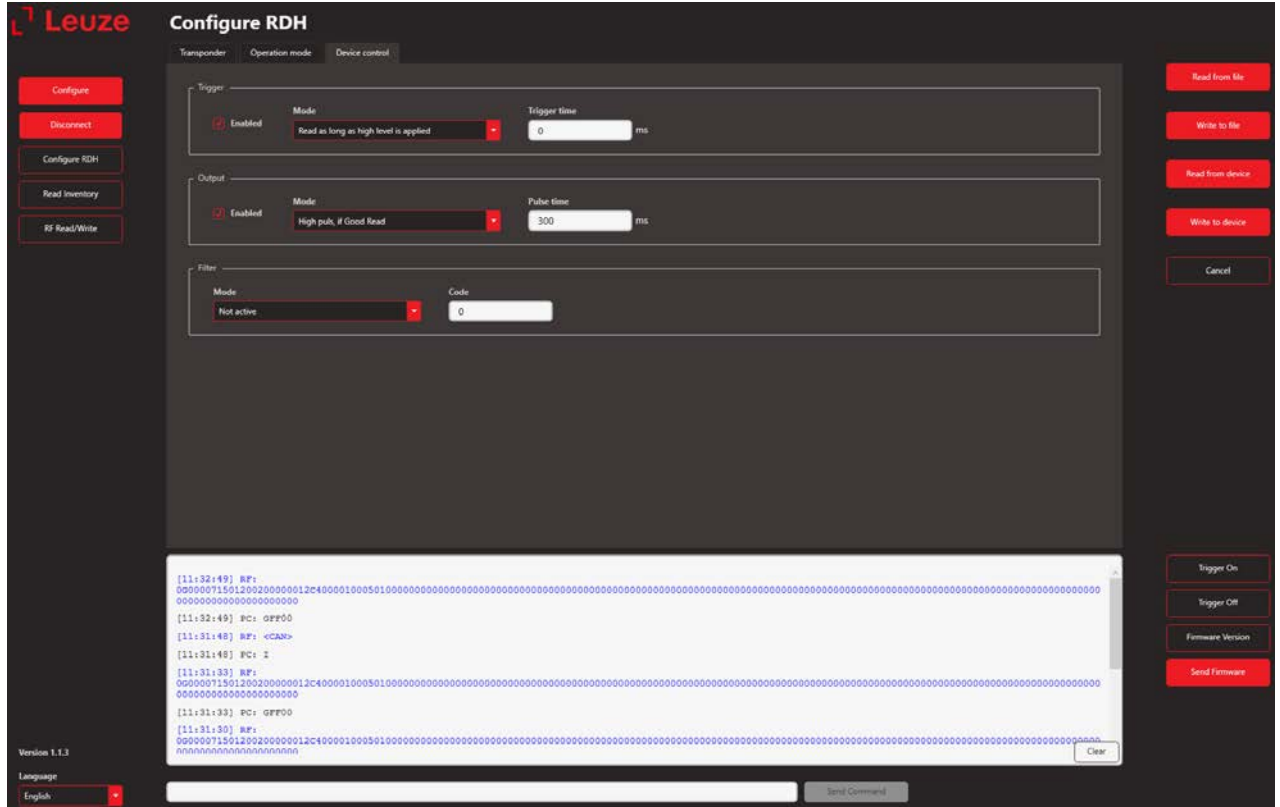 Leuze
Configure RDH
Transponder
Operation mode
Device control
Configure
Disconnect
Configure RDH
Read Inventory
RF Read/Write
Trigger
Enabled
Mode
Read as long as high level is applied
Trigger time
0
ms
Output
Enabled
Mode
High puls, if Good Read
Pulse time
300
ms
Filter
Mode
Not active
Code
0
Read from file
Write to file
Read from device
Write to device
Cancel
[11:32:49] RF:
[11:32:49] PC: GFF00
[11:31:48] RF: <CAN>
[11:31:48] PC: Z
[11:31:33] RF:
[11:31:33] PC: GFF00
[11:31:30] RF:
Clear
Trigger On
Trigger Off
Firmware Version
Send Firmware
Version 1.1.3
Language
English
Send Command